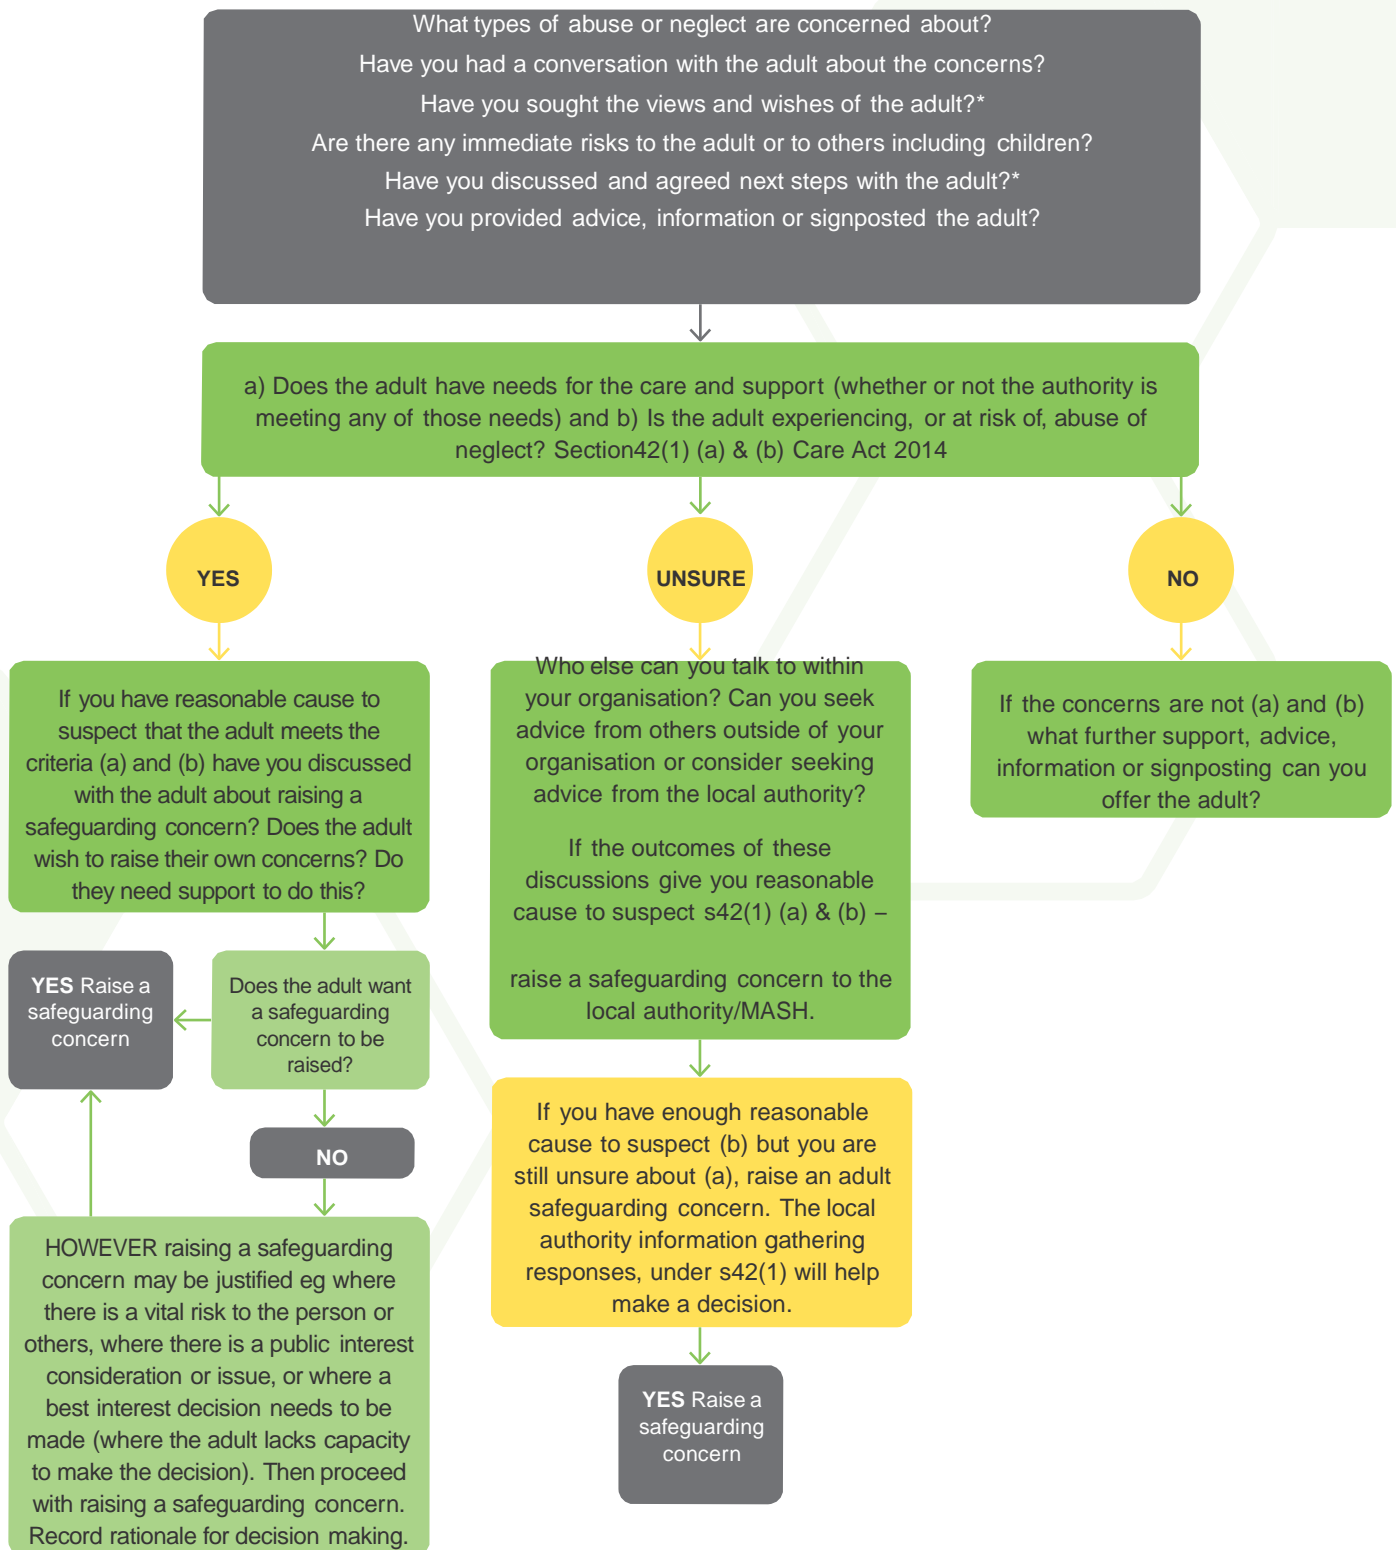 What types of abuse or neglect are concerned about?
Have you had a conversation with the adult about the concerns?
Have you sought the views and wishes of the adult?*
Are there any immediate risks to the adult or to others including children?
Have you discussed and agreed next steps with the adult?*
Have you provided advice, information or signposted the adult?
a) Does the adult have needs for the care and support (whether or not the authority is
meeting any of those needs) and b) Is the adult experiencing, or at risk of, abuse of
neglect? Section42(1) (a) & (b) Care Act 2014
YES
UNSURE
NO
If you have reasonable cause to
suspect that the adult meets the
criteria (a) and (b) have you discussed
with the adult about raising a
safeguarding concern? Does the adult
wish to raise their own concerns? Do
they need support to do this?
Who else can you talk to within
your organisation? Can you seek
advice from others outside of your
organisation or consider seeking
advice from the local authority?
If the outcomes of these
discussions give you reasonable
cause to suspect s42(1) (a) & (b) –
raise a safeguarding concern to the
local authority/MASH.
If the concerns are not (a) and (b)
what further support, advice,
information or signposting can you
offer the adult?
YES Raise a
safeguarding
concern
Does the adult want
a safeguarding
concern to be
raised?
NO
HOWEVER raising a safeguarding
concern may be justified eg where
there is a vital risk to the person or
others, where there is a public interest
consideration or issue, or where a
best interest decision needs to be
made (where the adult lacks capacity
to make the decision). Then proceed
with raising a safeguarding concern.
Record rationale for decision making.
If you have enough reasonable
cause to suspect (b) but you are
still unsure about (a), raise an adult
safeguarding concern. The local
authority information gathering
responses, under s42(1) will help
make a decision.
YES Raise a
safeguarding
concern